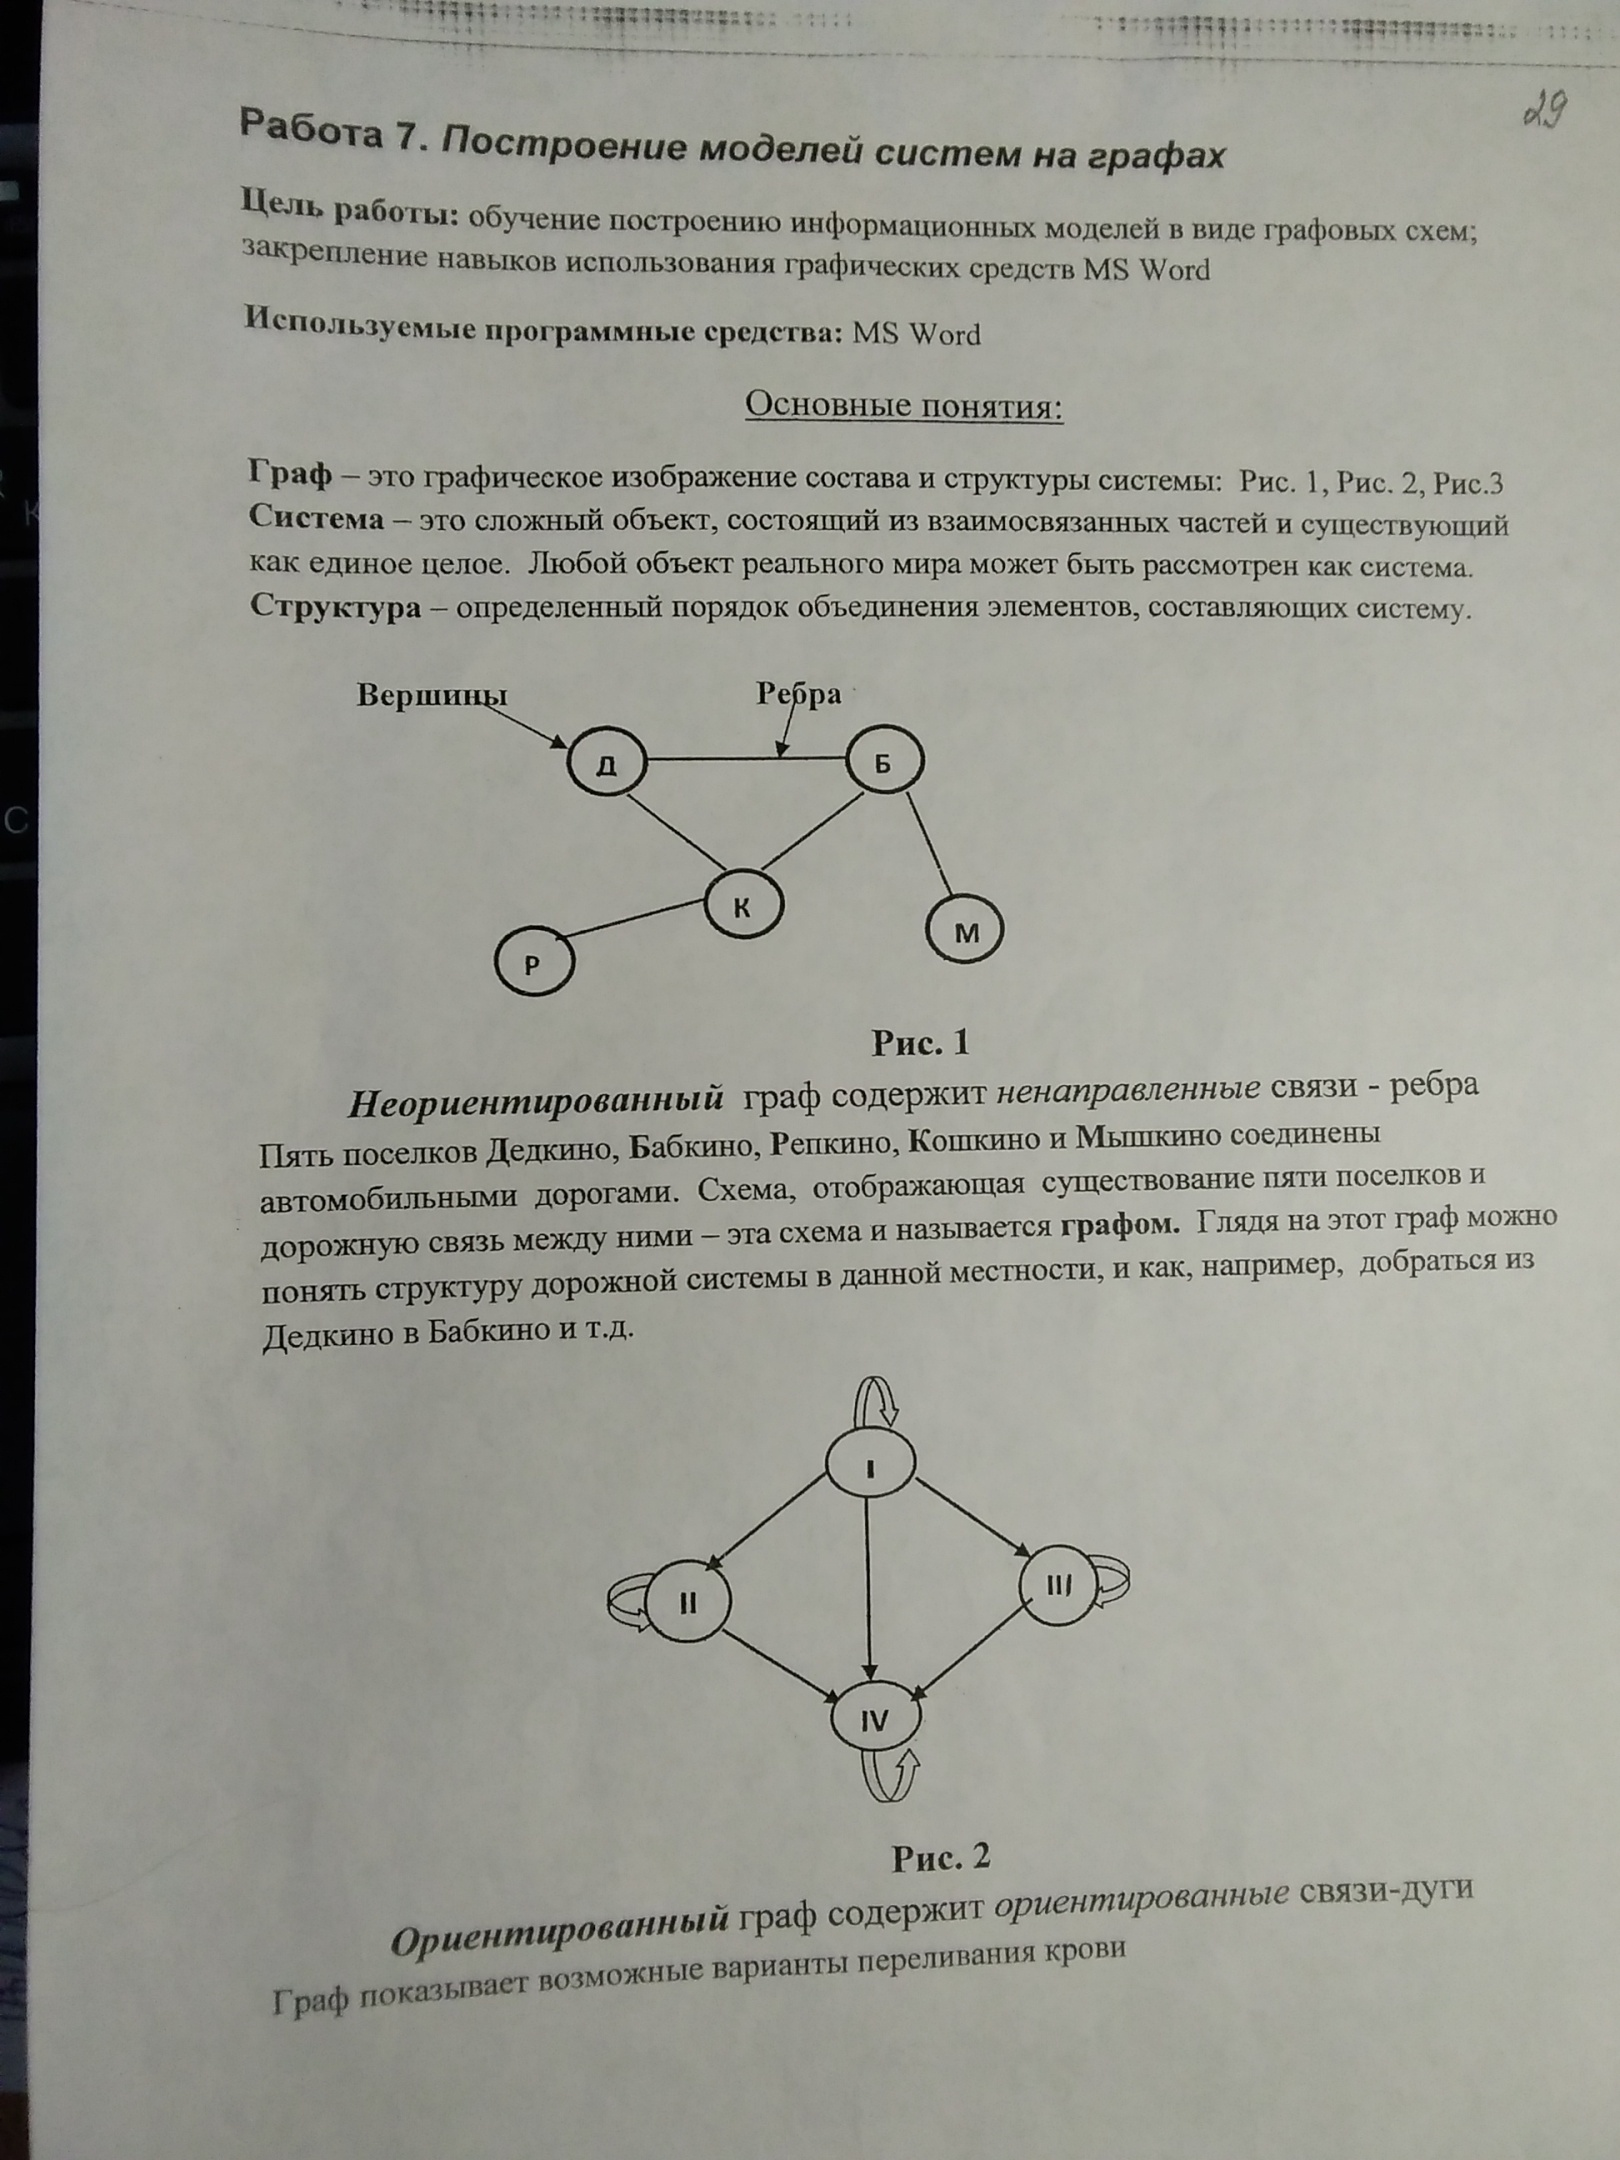 29
Работа 7. Построение моделей систем на графах
Цель работы: обучение построению информационных моделей в виде графовых схем;
закрепление навыков использования графических средств MS Word
Используемые программные средства: MS Word
Основные понятия:
Граф – это графическое изображение состава и структуры системы: Рис. 1, Рис. 2, Рис.3
Система – это сложный объект, состоящий из взаимосвязанных частей и существующий
как единое целое. Любой объект реального мира может быть рассмотрен как система.
Структура – определенный порядок объединения элементов, составляющих систему.
Вершины Ребра
Д Б
К
М
Р
Рис. 1
Неориентированный граф содержит ненаправленные связи - ребра
Пять поселков Дедкино, Бабкино, Репкино, Кошкино и Мышкино соединены
автомобильными дорогами. Схема, отображающая существование пяти поселков и
дорожную связь между ними – эта схема и называется графом. Глядя на этот граф можно
понять структуру дорожной системы в данной местности, и как, например, добраться из
Дедкино в Бабкино и т.д.
I
II III
IV
Рис. 2
Ориентированный граф содержит ориентированные связи-дуги
Граф показывает возможные варианты переливания крови